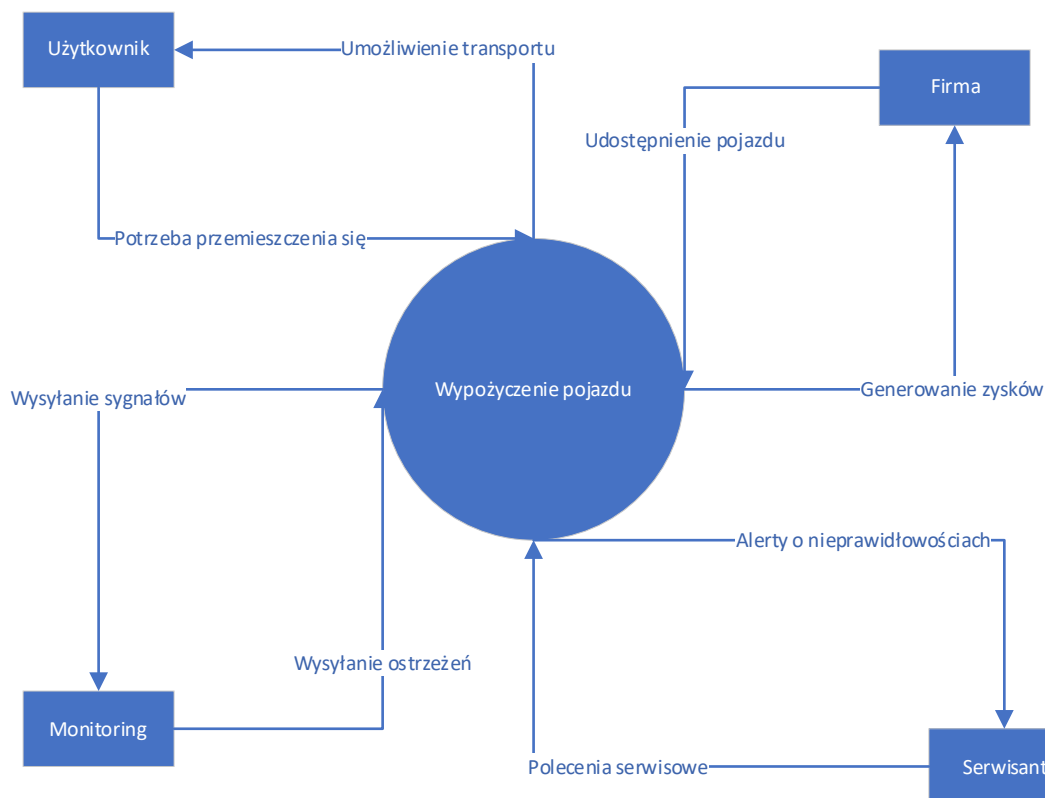 Użytkownik
Umożliwienie transportu
Firma
Udostępnienie pojazdu
Potrzeba przemieszczenia się
Wypożyczenie pojazdu
Wysyłanie sygnałów
Generowanie zysków
Alerty o nieprawidłowościach
Wysyłanie ostrzeżeń
Monitoring
Polecenia serwisowe
Serwisant